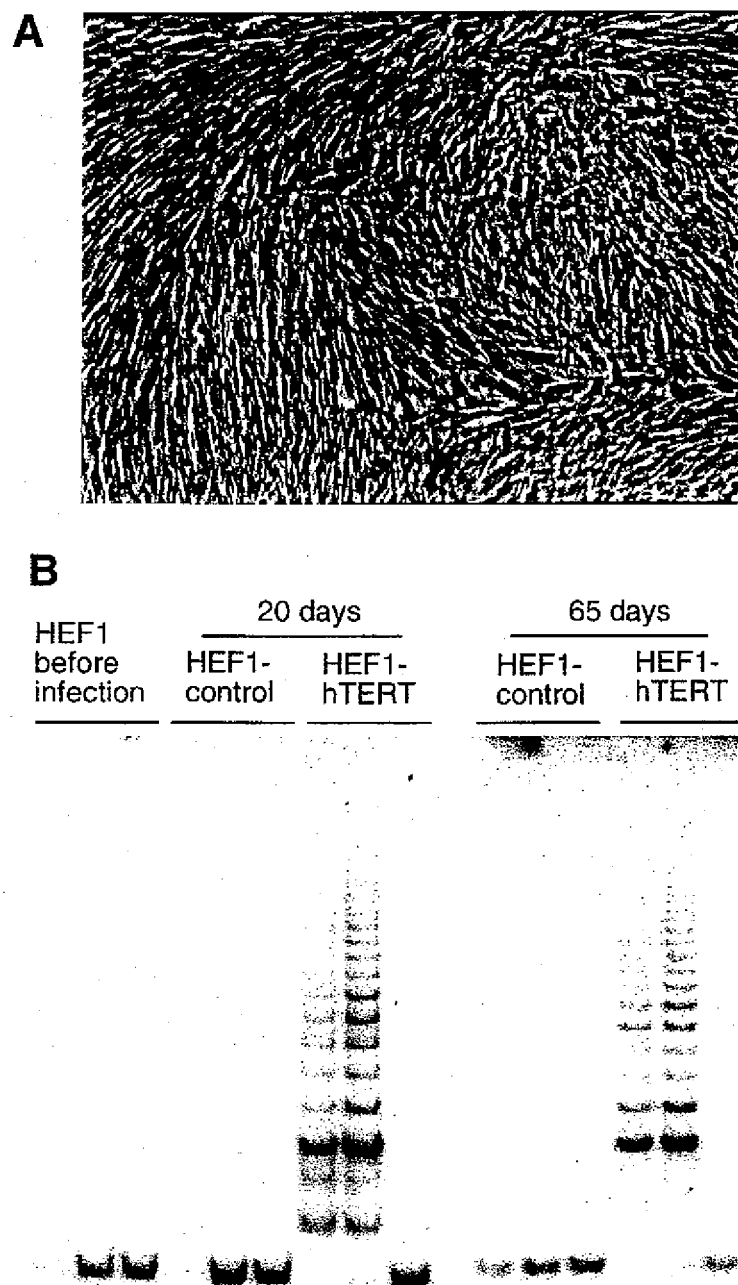 A
B
20 days
65 days
HEF1
before
infection
HEF1-
control
HEF1-
hTERT
HEF1-
control
HEF1-
hTERT